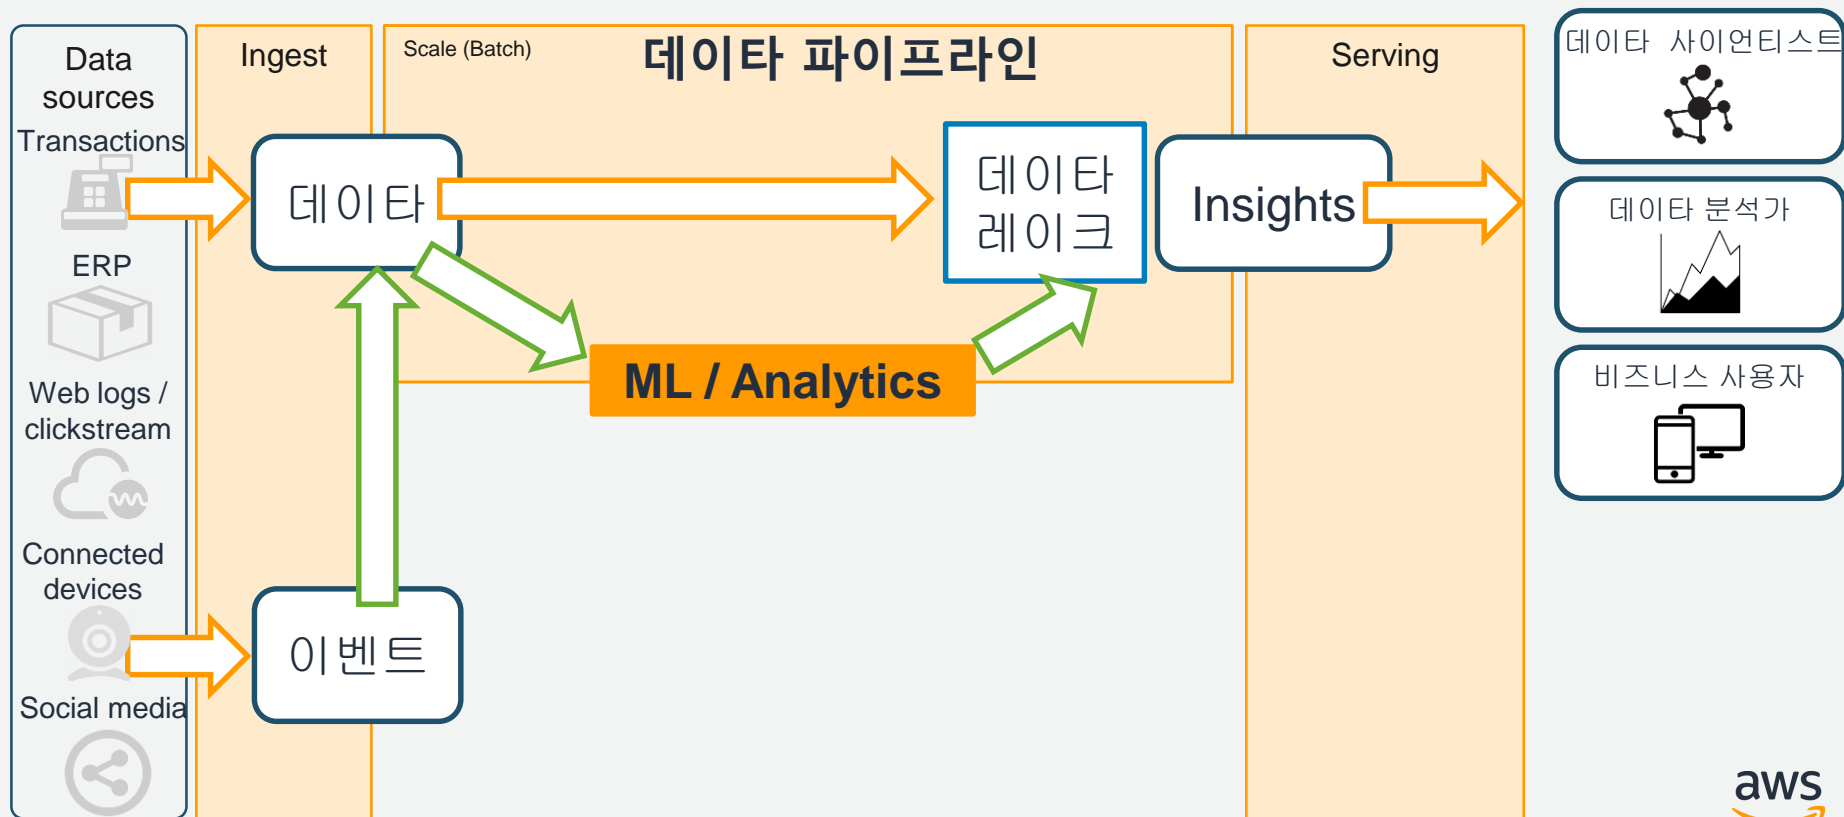 Data
sources
Transactions
ERP
Web logs /
clickstream
Connected
devices
Social media
Ingest
데이타
이벤트
Scale (Batch)
데이타 파이프라인
데이타
레이크
ML / Analytics
Insights
Serving
데이타 사이언티스트
데이타 분석가
비즈니스 사용자
aws